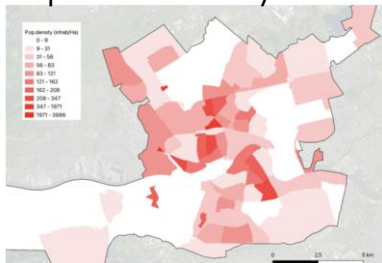 Pop.density (inhab/Ha)
0 - 9
9 - 31
31 - 56
56 - 83
83 - 121
121 - 162
162 - 208
208 - 347
347 - 1971
1971 - 3686
0 2,5 5 km